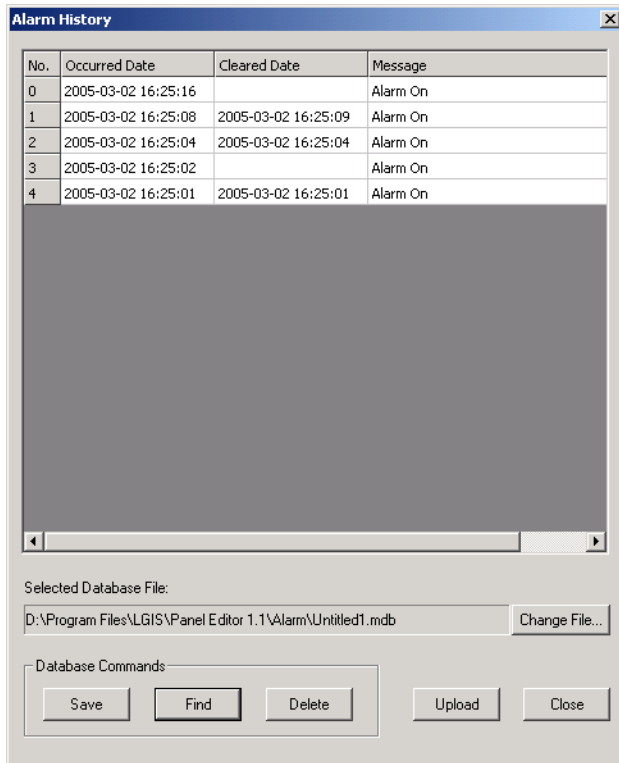 Alarm History
No. Occurred Date Cleared Date Message
0 2005-03-02 16:25:16 Alarm On
1 2005-03-02 16:25:08 2005-03-02 16:25:09 Alarm On
2 2005-03-02 16:25:04 2005-03-02 16:25:04 Alarm On
3 2005-03-02 16:25:02 Alarm On
4 2005-03-02 16:25:01 2005-03-02 16:25:01 Alarm On
Selected Database File:
D:\Program Files\LGIS\Panel Editor 1.1\Alarm\Untitled1.mdb Change File...
Database Commands
Save Find Delete Upload Close